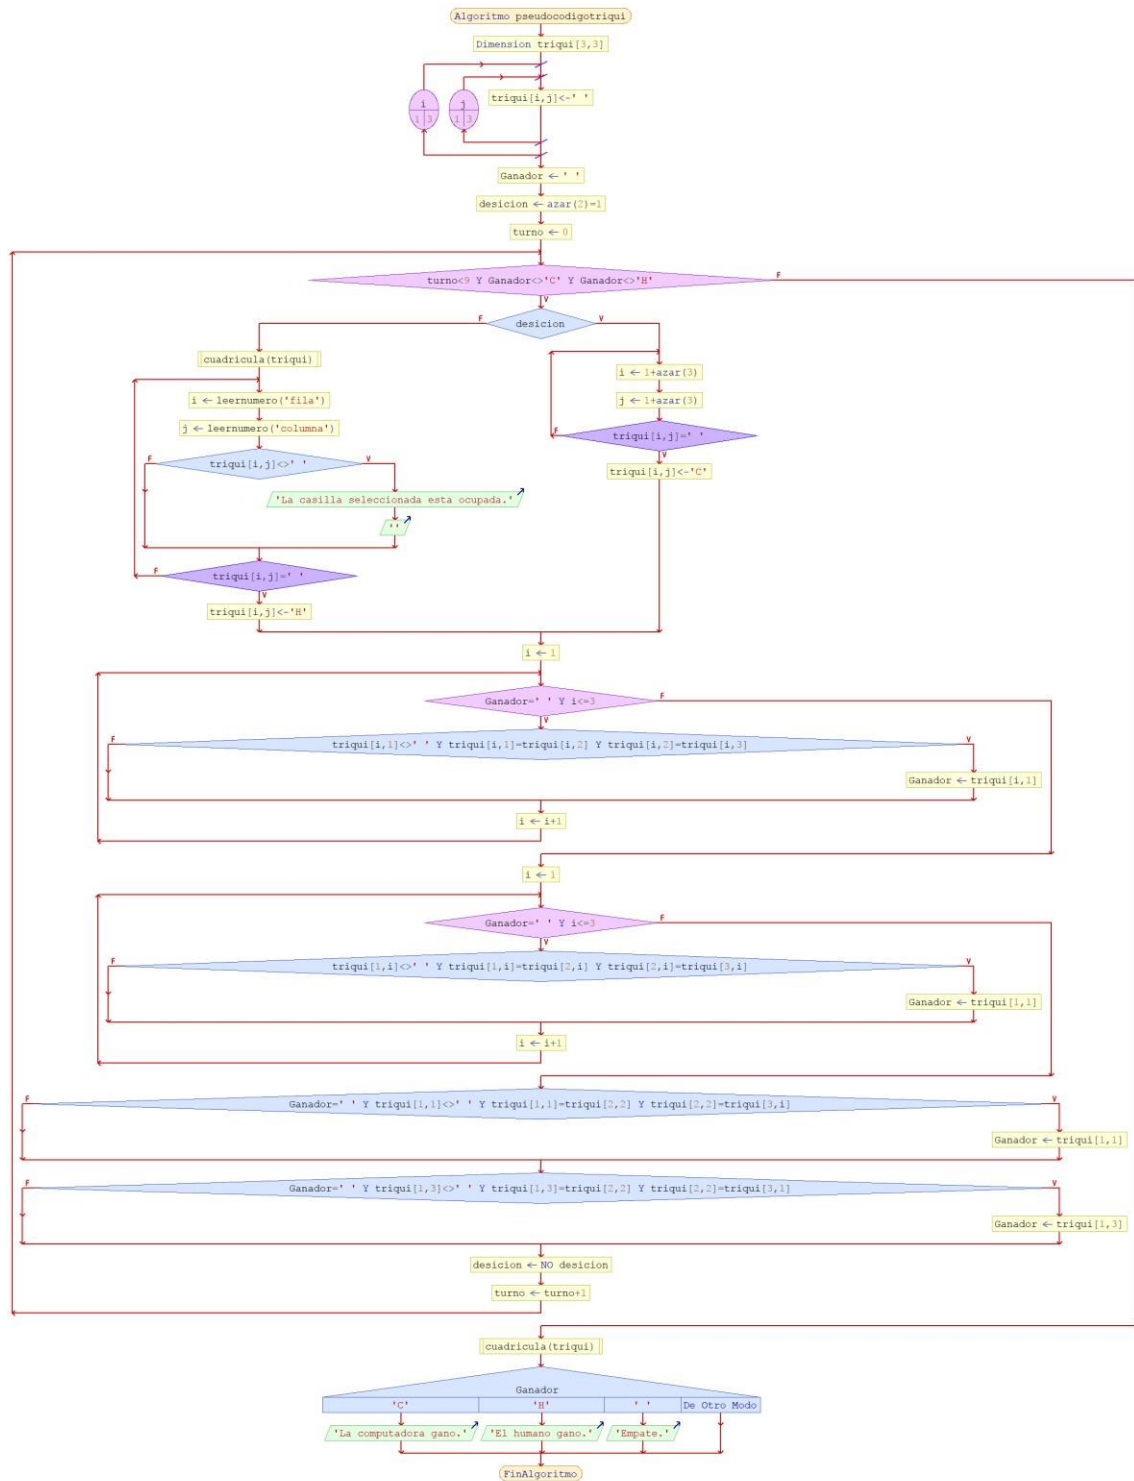 Algoritmo pseudocodigotriqui
Dimension triqui[3,3]
i
1 3
j
1 3
triqui[i,j]<-' '
Ganador ← ' '
desicion ← azar(2)=1
turno ← 0
turno<9 Y Ganador<>'C' Y Ganador<>'H'
F
V
desicion
F
V
cuadricula(triqui)
i ← leernumero('fila')
j ← leernumero('columna')
triqui[i,j]<>' '
F
V
'La casilla seleccionada esta ocupada.'
''
triqui[i,j]=' '
F
V
triqui[i,j]<-'H'
i ← 1+azar(3)
j ← 1+azar(3)
triqui[i,j]=' '
F
V
triqui[i,j]<-'C'
i ← 1
Ganador=' ' Y i<=3
F
V
triqui[i,1]<>' ' Y triqui[i,1]=triqui[i,2] Y triqui[i,2]=triqui[i,3]
F
V
Ganador ← triqui[i,1]
i ← i+1
i ← 1
Ganador=' ' Y i<=3
F
V
triqui[1,i]<>' ' Y triqui[1,i]=triqui[2,i] Y triqui[2,i]=triqui[3,i]
F
V
Ganador ← triqui[1,1]
i ← i+1
Ganador=' ' Y triqui[1,1]<>' ' Y triqui[1,1]=triqui[2,2] Y triqui[2,2]=triqui[3,i]
F
V
Ganador ← triqui[1,1]
Ganador=' ' Y triqui[1,3]<>' ' Y triqui[1,3]=triqui[2,2] Y triqui[2,2]=triqui[3,1]
F
V
Ganador ← triqui[1,3]
desicion ← NO desicion
turno ← turno+1
cuadricula(triqui)
Ganador
'C' 'H' ' ' De Otro Modo
'La computadora gano.' 'El humano gano.' 'Empate.'
FinAlgoritmo